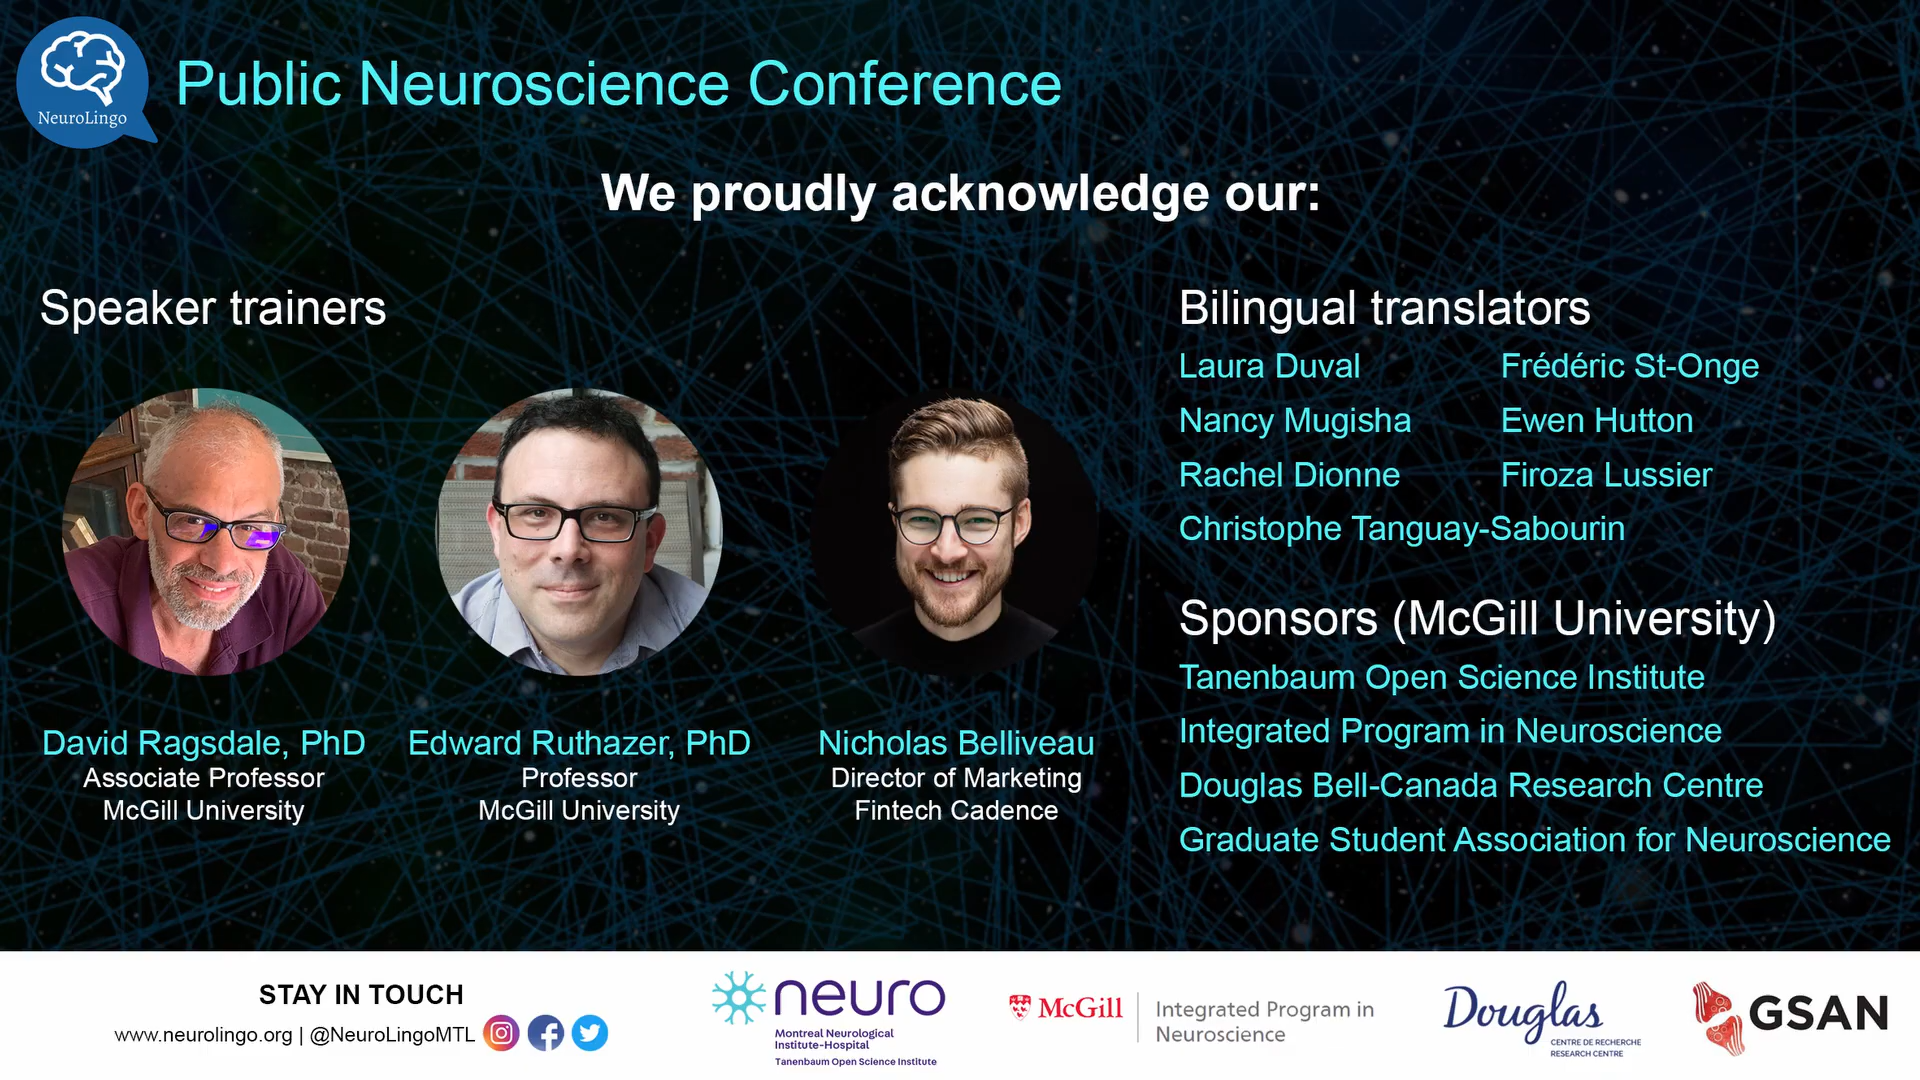 NeuroLingo
Public Neuroscience Conference
We proudly acknowledge our:
Speaker trainers
David Ragsdale, PhD
Associate Professor
McGill University
Edward Ruthazer, PhD
Professor
McGill University
Nicholas Belliveau
Director of Marketing
Fintech Cadence
Bilingual translators
Laura Duval
Frédéric St-Onge
Nancy Mugisha
Ewen Hutton
Rachel Dionne
Firoza Lussier
Christophe Tanguay-Sabourin
Sponsors (McGill University)
Tanenbaum Open Science Institute
Integrated Program in Neuroscience
Douglas Bell-Canada Research Centre
Graduate Student Association for Neuroscience
STAY IN TOUCH
www.neurolingo.org | @NeuroLingoMTL
neuro
Montreal Neurological
Institute-Hospital
Tanenbaum Open Science Institute
McGill
Integrated Program in
Neuroscience
Douglas
CENTRE DE RECHERCHE
RESEARCH CENTRE
GSAN